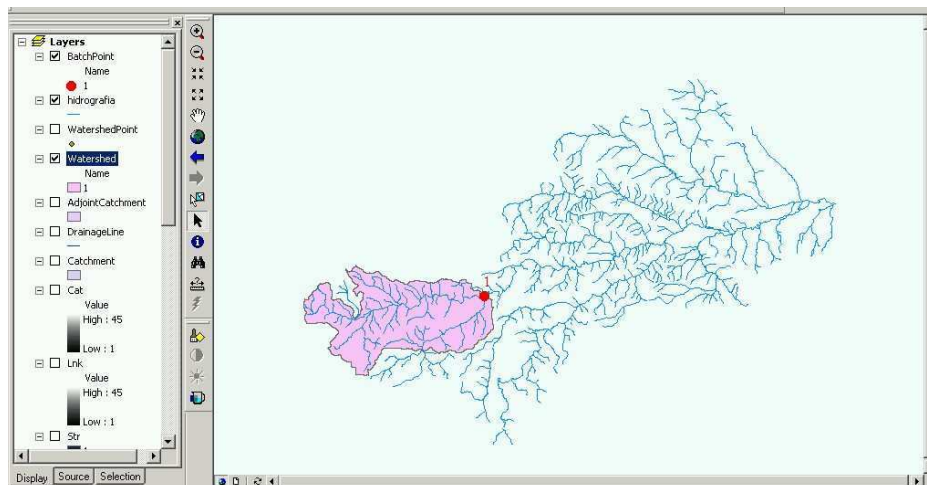 Layers
BatchPoint
Name
1
hidrografia
WatershedPoint
Watershed
Name
1
AdjointCatchment
DrainageLine
Catchment
Cat
Value
High : 45
Low : 1
Lnk
Value
High : 45
Low : 1
Str
Display Source Selection
1